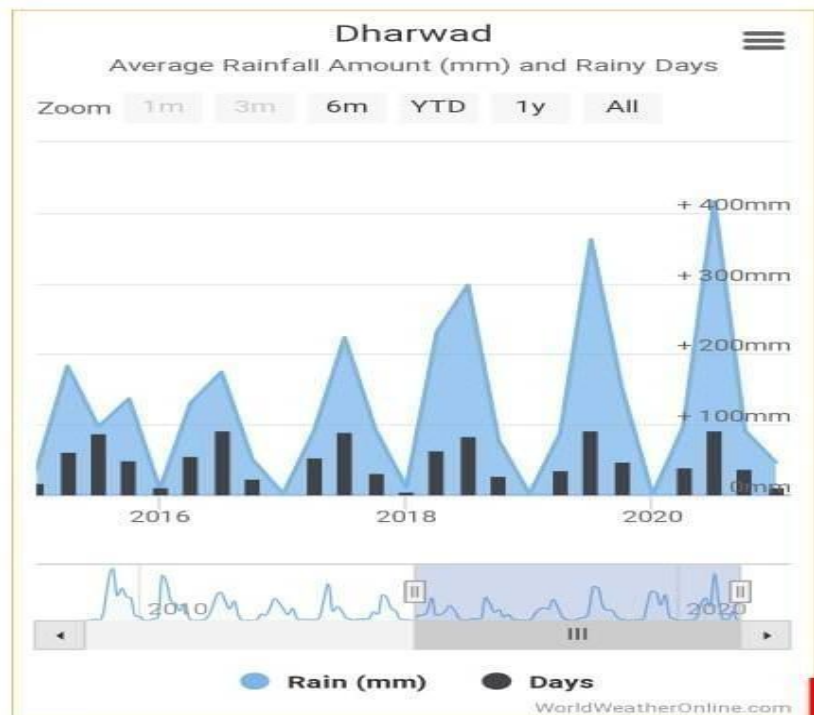 Dharwad
Average Rainfall Amount (mm) and Rainy Days
Zoom 1m 3m 6m YTD 1y All
+ 400mm
+ 300mm
+ 200mm
+ 100mm
0mm
2016 2018 2020
2010 2020
Rain (mm) Days
WorldWeatherOnline.com